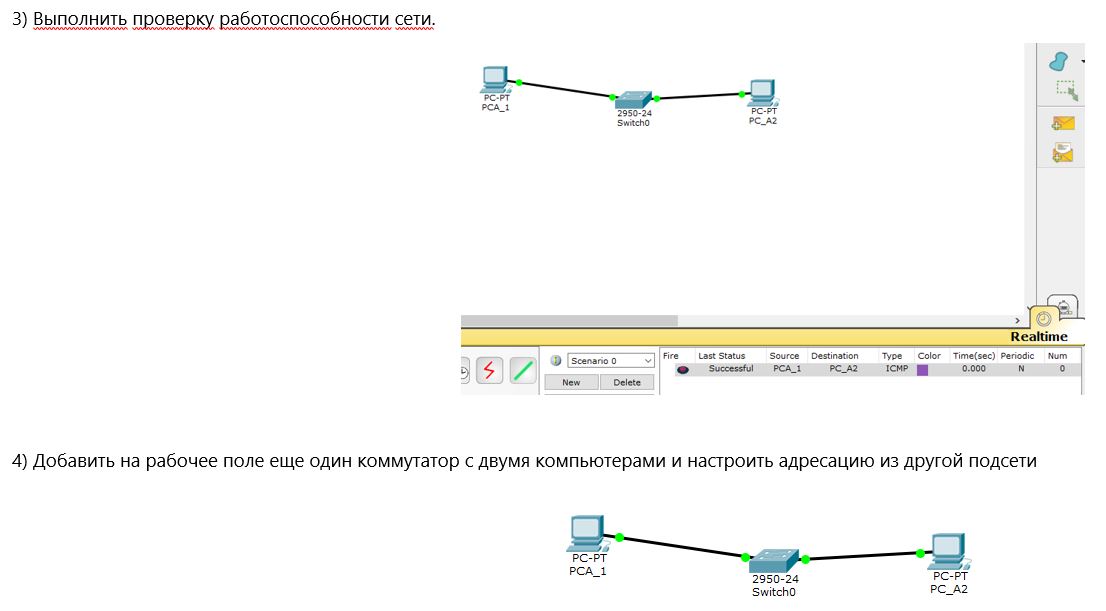 3) Выполнить проверку работоспособности сети.
PC-PT
PCA_1
2950-24
Switch0
PC-PT
PC_A2
Realtime
Scenario 0
New
Delete
Fire Last Status Source Destination Type Color Time(sec) Periodic Num
Successful PCA_1 PC_A2 ICMP 0.000 N 0
4) Добавить на рабочее поле еще один коммутатор с двумя компьютерами и настроить адресацию из другой подсети
PC-PT
PCA_1
2950-24
Switch0
PC-PT
PC_A2